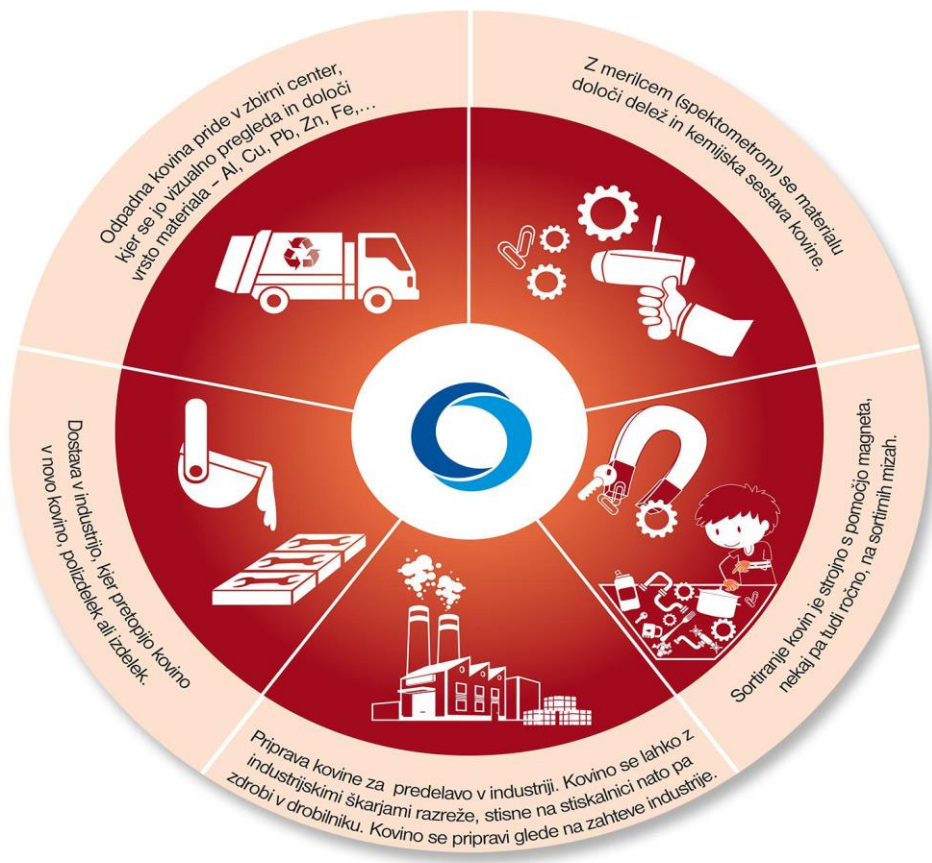 Odpadna kovina pride v zbirni center,
kjer se jo vizualno pregleda in določi
vrsto materiala – Al, Cu, Pb, Zn, Fe,...
Z merilcem (spektometrom) se materialu
določi delež in kemijska sestava kovine.
Sortiranje kovin je strojno s pomočjo magneta,
nekaj pa tudi ročno, na sortirnih mizah.
Priprava kovine za predelavo v industriji. Kovino se lahko z
industrijskimi škarjami razreže, stisne na stiskalnici nato pa
zdrobi v drobilniku. Kovino se pripravi glede na zahteve industrije.
Dostava v industrijo, kjer pretopijo kovino
v novo kovino, polizdelek ali izdelek.